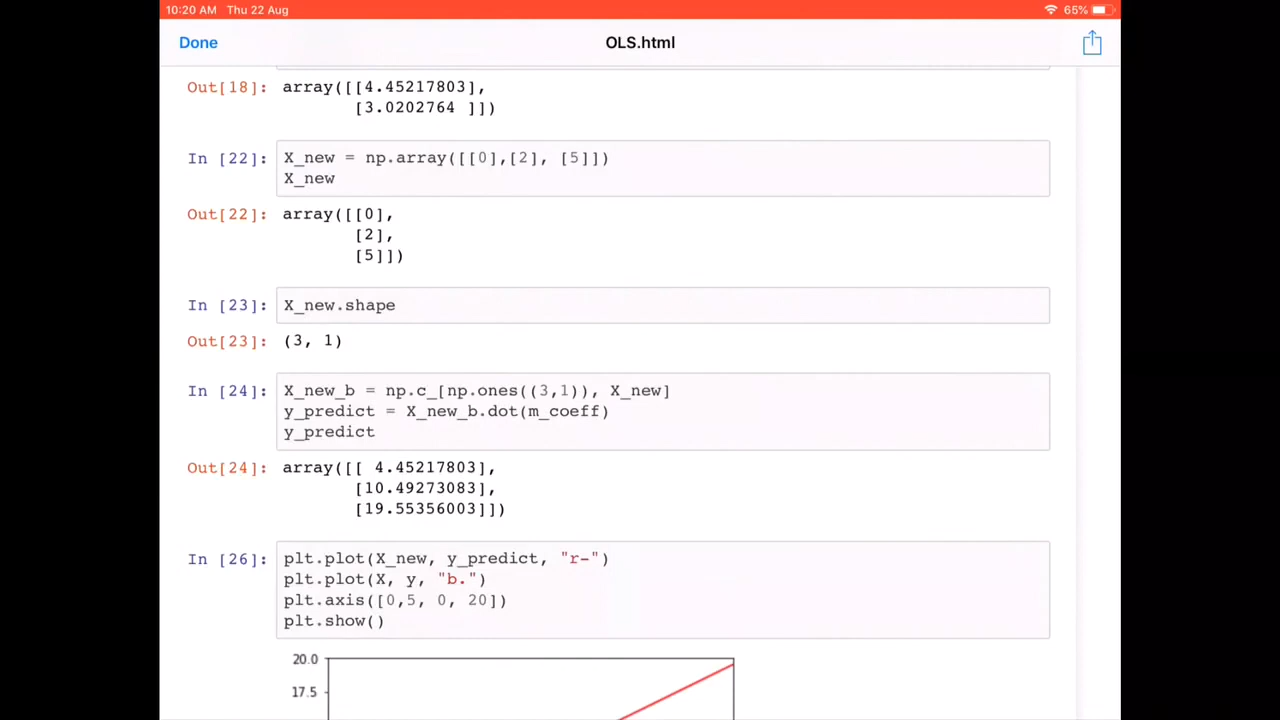 10:20 AM Thu 22 Aug 65%
Done OLS.html
Out[18]: array([[4.45217803],
[3.0202764 ]])
In [22]: X_new = np.array([[0],[2], [5]])
X_new
Out[22]: array([[0],
[2],
[5]])
In [23]: X_new.shape
Out[23]: (3, 1)
In [24]: X_new_b = np.c_[np.ones((3,1)), X_new]
y_predict = X_new_b.dot(m_coeff)
y_predict
Out[24]: array([[ 4.45217803],
[10.49273083],
[19.55356003]])
In [26]: plt.plot(X_new, y_predict, "r-")
plt.plot(X, y, "b.")
plt.axis([0,5, 0, 20])
plt.show()
20.0
17.5